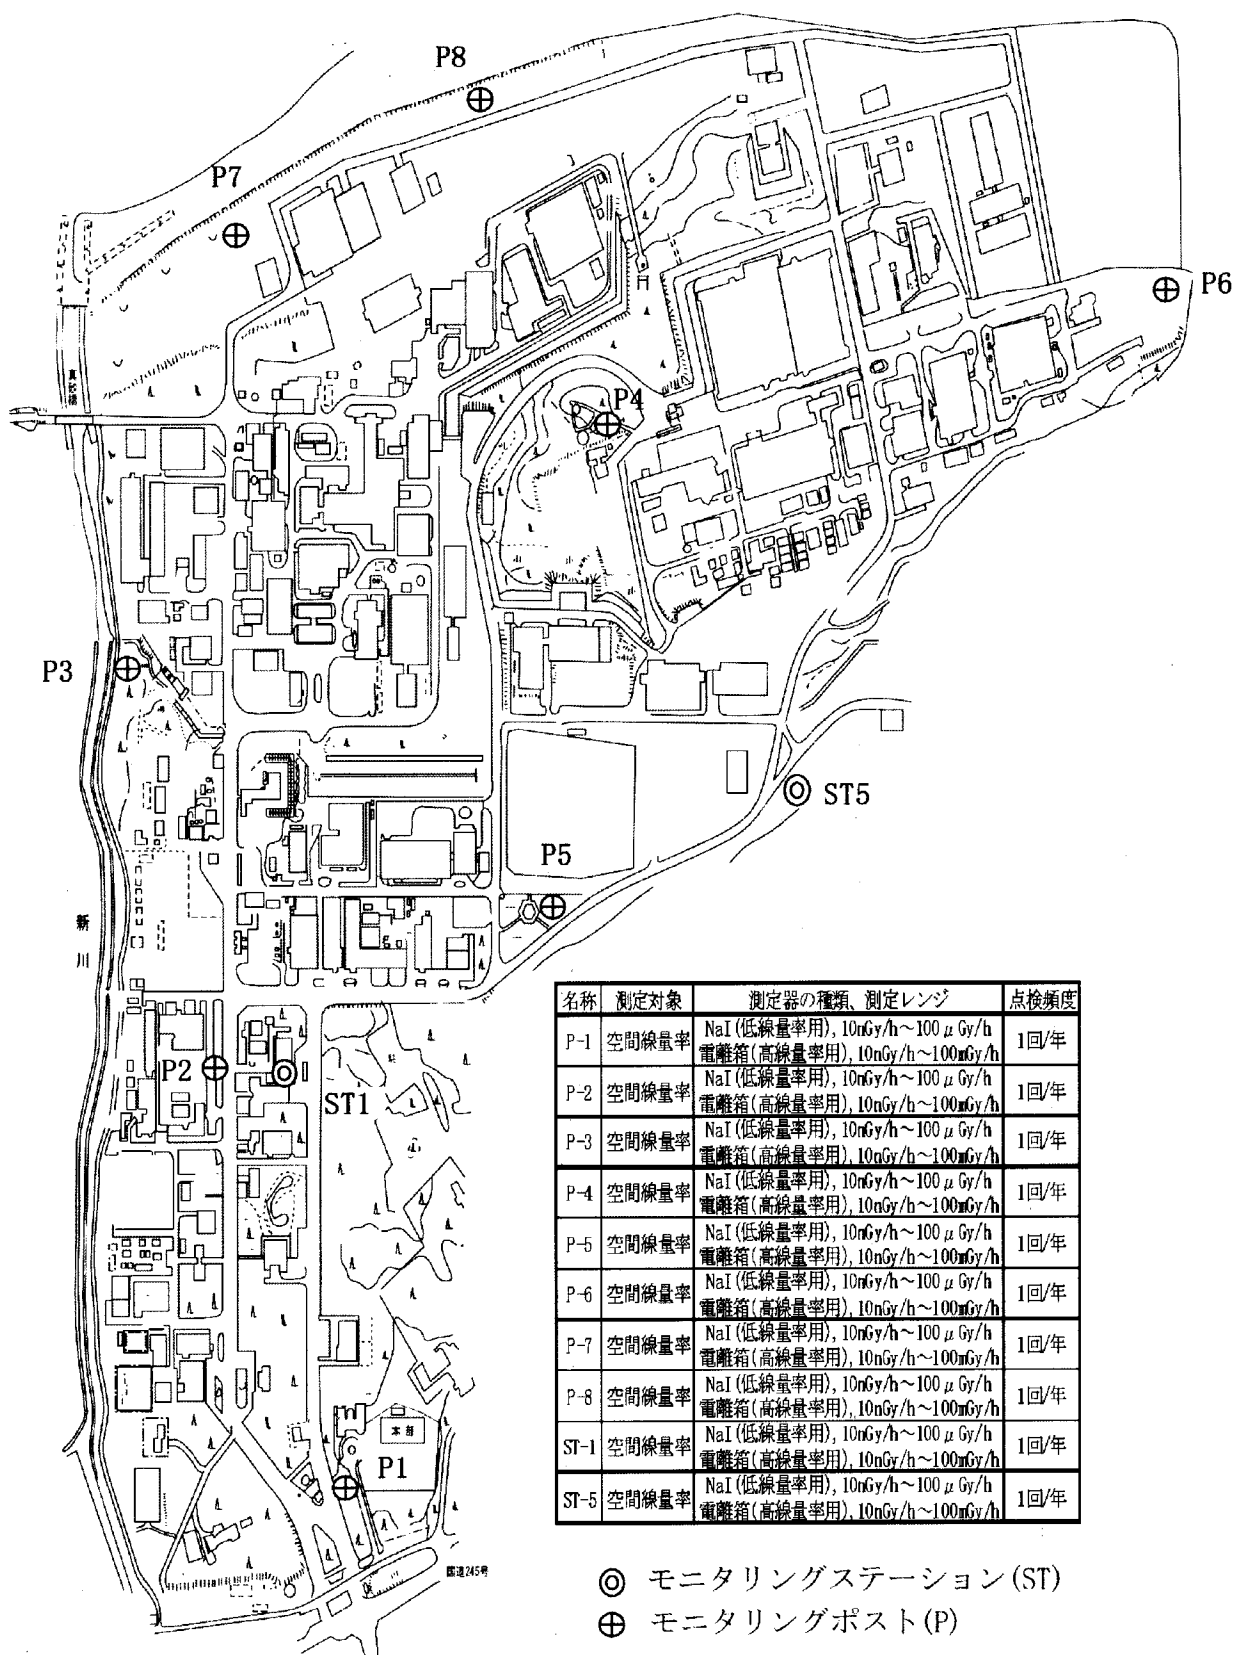 P8
P7
P6
P4
真砂橋
P3
ST5
P5
新川
P2
ST1
名称 測定対象 測定器の種類、測定レンジ 点検頻度
P-1 空間線量率 NaI(低線量率用), 10nGy/h~100μGy/h 1回/年
電離箱(高線量率用), 10nGy/h~100mGy/h
P-2 空間線量率 NaI(低線量率用), 10nGy/h~100μGy/h 1回/年
電離箱(高線量率用), 10nGy/h~100mGy/h
P-3 空間線量率 NaI(低線量率用), 10nGy/h~100μGy/h 1回/年
電離箱(高線量率用), 10nGy/h~100mGy/h
P-4 空間線量率 NaI(低線量率用), 10nGy/h~100μGy/h 1回/年
電離箱(高線量率用), 10nGy/h~100mGy/h
P-5 空間線量率 NaI(低線量率用), 10nGy/h~100μGy/h 1回/年
電離箱(高線量率用), 10nGy/h~100mGy/h
P-6 空間線量率 NaI(低線量率用), 10nGy/h~100μGy/h 1回/年
電離箱(高線量率用), 10nGy/h~100mGy/h
P-7 空間線量率 NaI(低線量率用), 10nGy/h~100μGy/h 1回/年
電離箱(高線量率用), 10nGy/h~100mGy/h
P-8 空間線量率 NaI(低線量率用), 10nGy/h~100μGy/h 1回/年
電離箱(高線量率用), 10nGy/h~100mGy/h
ST-1 空間線量率 NaI(低線量率用), 10nGy/h~100μGy/h 1回/年
電離箱(高線量率用), 10nGy/h~100mGy/h
ST-5 空間線量率 NaI(低線量率用), 10nGy/h~100μGy/h 1回/年
電離箱(高線量率用), 10nGy/h~100mGy/h
本部
P1
国道245号
◎ モニタリングステーション(ST)
⊕ モニタリングポスト(P)